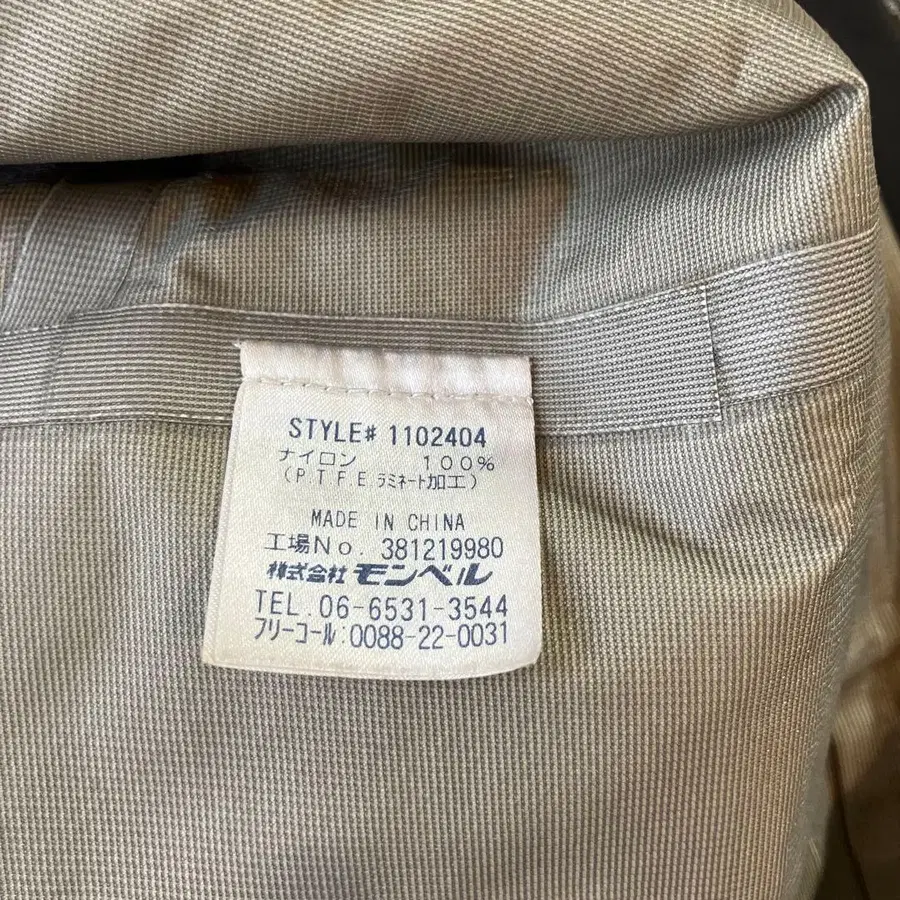 STYLE# 1102404
ナイロン 100%
(P.T.F.E.ラミネート加工)
MADE IN CHINA
工場No. 381219980
株式会社 モンベル
TEL.06-6531-3544
フリーコール:0088-22-0031